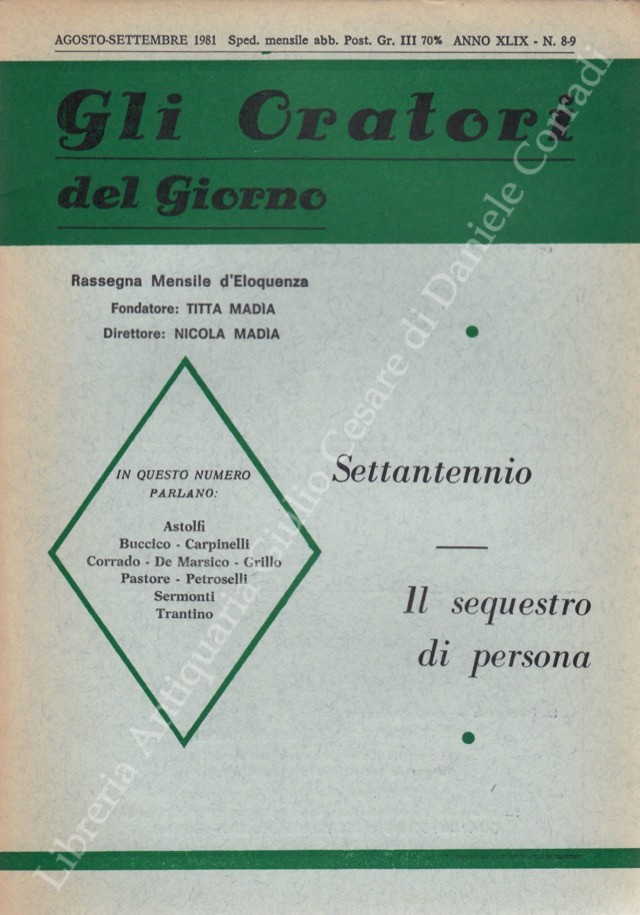 AGOSTO-SETTEMBRE 1981 Sped. mensile abb. Post. Gr. III 70% ANNO XLIX - N. 8-9
Gli Oratori
del Giorno
Rassegna Mensile d'Eloquenza
Fondatore: TITTA MADÌA
Direttore: NICOLA MADÌA
IN QUESTO NUMERO
PARLANO:
Astolfi
Buccico - Carpinelli
Corrado - De Marsico - Grillo
Pastore - Petroselli
Sermonti
Trantino
Settantennio
Il sequestro
di persona
Libreria Antiquaria Giulio Cesare di Daniele Corradi